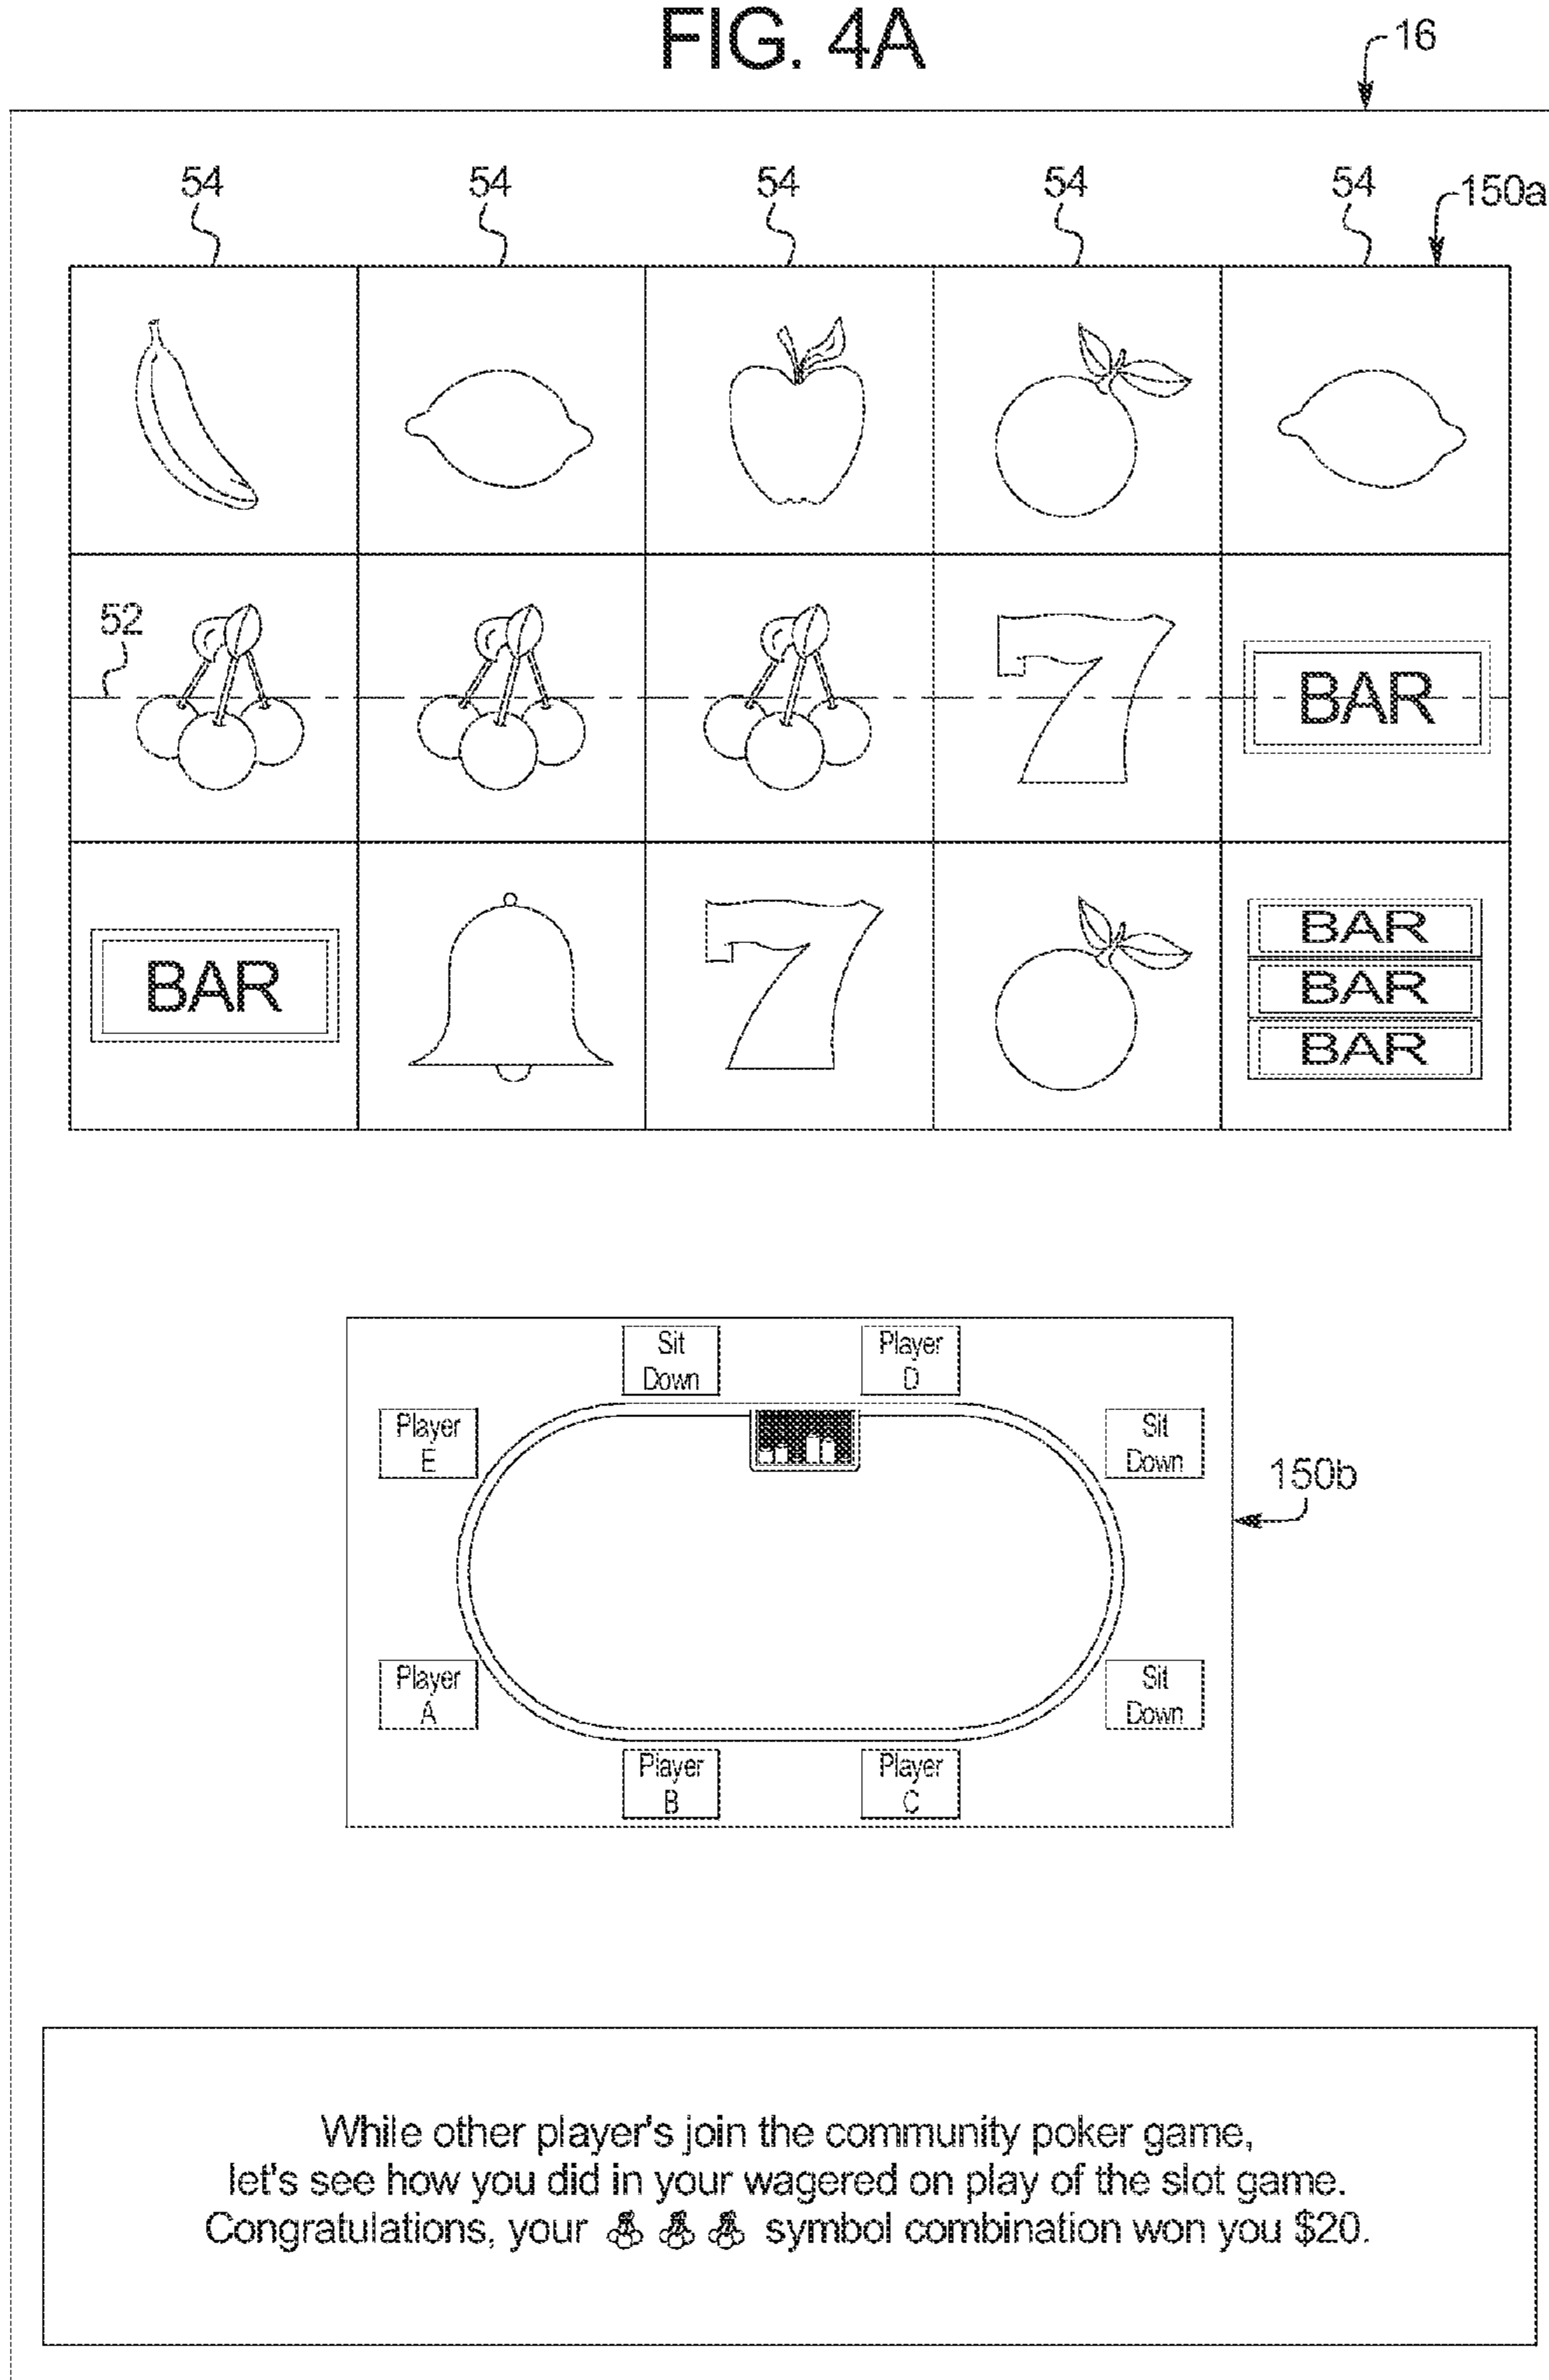 FIG. 4A
16
54 54 54 54 54 150a
52
BAR
BAR
BAR
BAR
BAR
Sit
Down
Player
D
Player
E
Sit
Down
150b
Player
A
Sit
Down
Player
B
Player
C
While other player's join the community poker game,
let's see how you did in your wagered on play of the slot game.
Congratulations, your symbol combination won you $20.